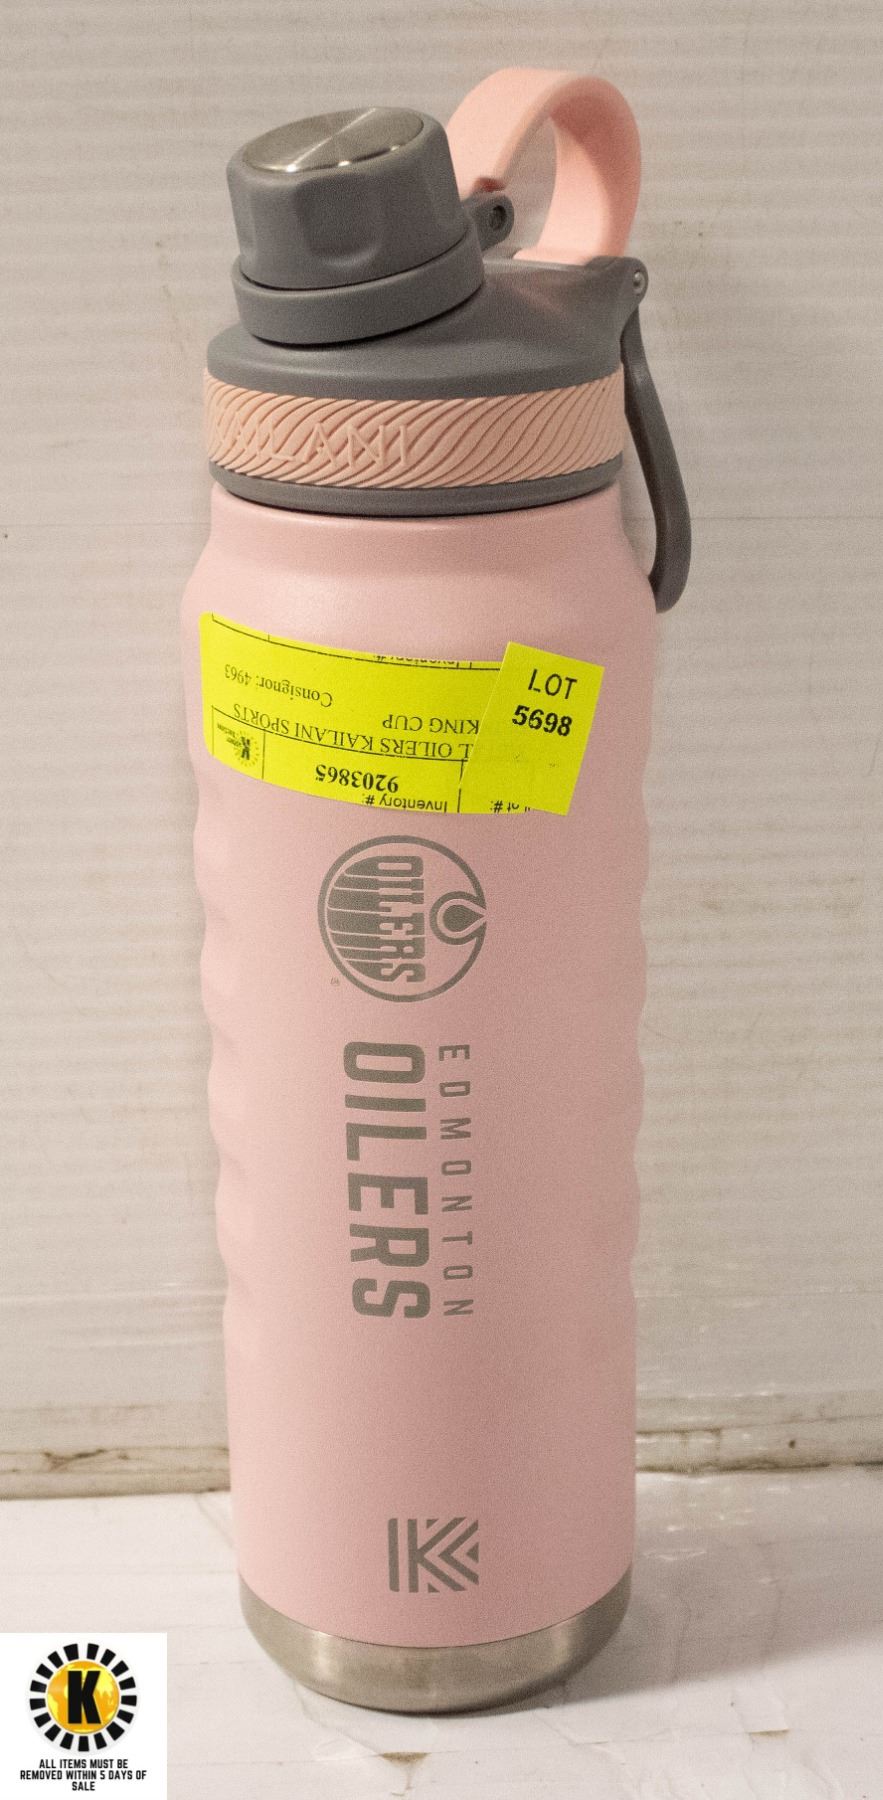 KAILANI
LOT
5698
Inventory #:
9203865
OILERS KAILANI SPORTS
KING CUP
Consignor: 4963
OILERS
EDMONTON
OILERS
K
K
ALL ITEMS MUST BE
REMOVED WITHIN 5 DAYS OF
SALE